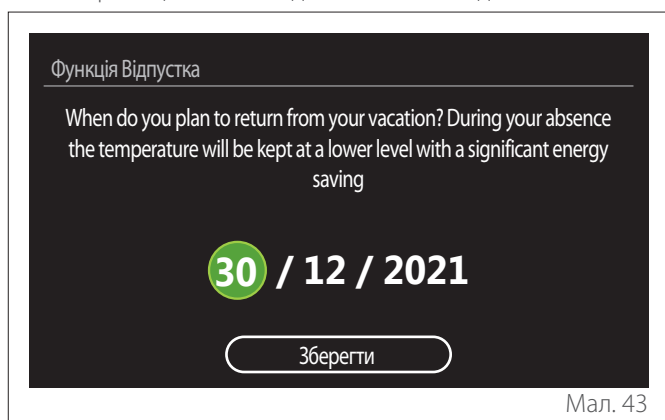 Функція Відпустка
When do you plan to return from your vacation? During your absence
the temperature will be kept at a lower level with a significant energy
saving
30 / 12 / 2021
Зберегти
Мал. 43